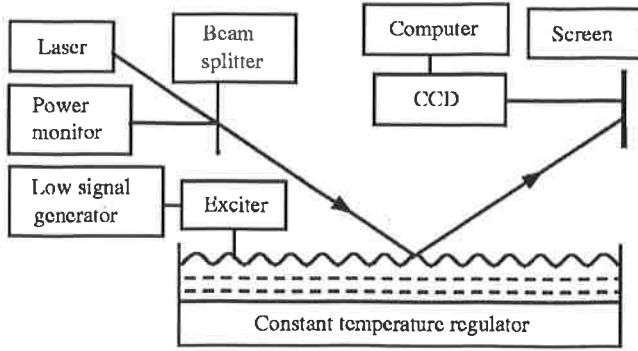 Laser
Beam
splitter
Computer
Screen
Power
monitor
CCD
Low signal
generator
Exciter
Constant temperature regulator